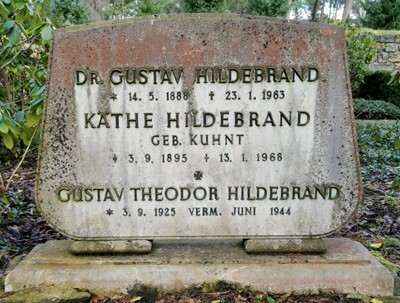 DR. GUSTAV HILDEBRAND
* 14. 5. 1888 ✝ 23. 1. 1963
KÄTHE HILDEBRAND
GEB. KUHNT
* 3. 9. 1895 ✝ 13. 1. 1968
GUSTAV THEODOR HILDEBRAND
* 3. 9. 1925 VERM. JUNI 1944